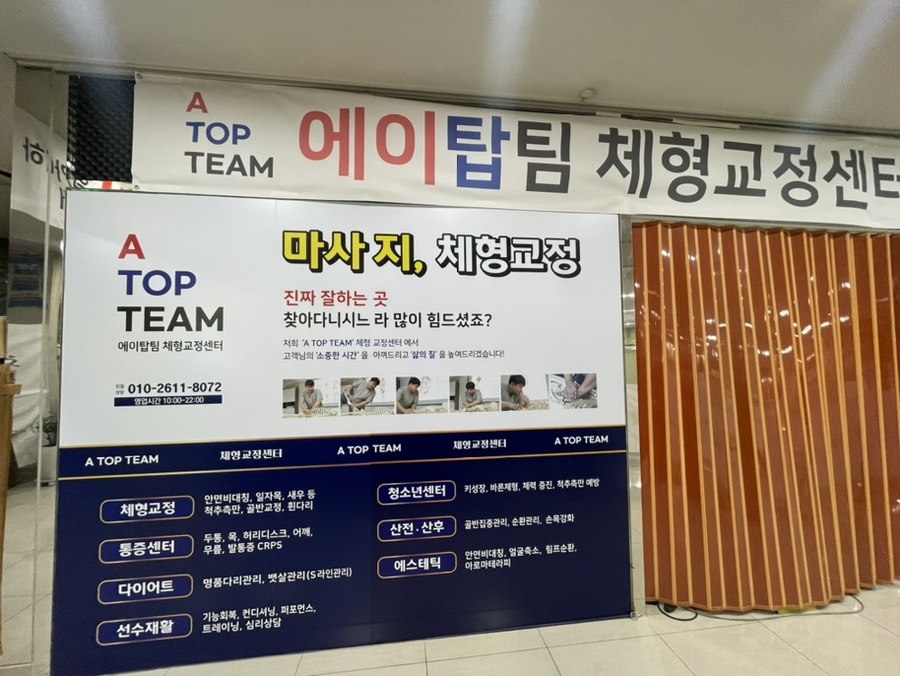 A
TOP
TEAM
에이탑팀 체형교정센터
A
TOP
TEAM
에이탑팀 체형교정센터
친절
상담 010-2611-8072
영업시간 10:00~22:00
마사 지, 체형교정
진짜 잘하는 곳
찾아다니시느 라 많이 힘드셨죠?
저희 'A TOP TEAM' 체형 교정센터 에서
고객님의 '소중한 시간' 을 아껴드리고 '삶의 질' 을 높여드리겠습니다!
A TOP TEAM 체형교정센터 A TOP TEAM 체형교정센터 A TOP TEAM
체형교정
안면비대칭, 일자목, 새우 등
척추측만, 골반교정, 휜다리
통증센터
두통, 목, 허리디스크, 어깨,
무릎, 발통증 CRPS
다이어트
명품다리관리, 뱃살관리(S라인관리)
선수재활
기능회복, 컨디셔닝, 퍼포먼스,
트레이닝, 심리상담
청소년센터
키성장, 바른체형, 체력 증진, 척추측만 예방
산전·산후
골반집중관리, 순환관리, 손목강화
에스테틱
안면비대칭, 얼굴축소, 림프순환,
아로마테라피